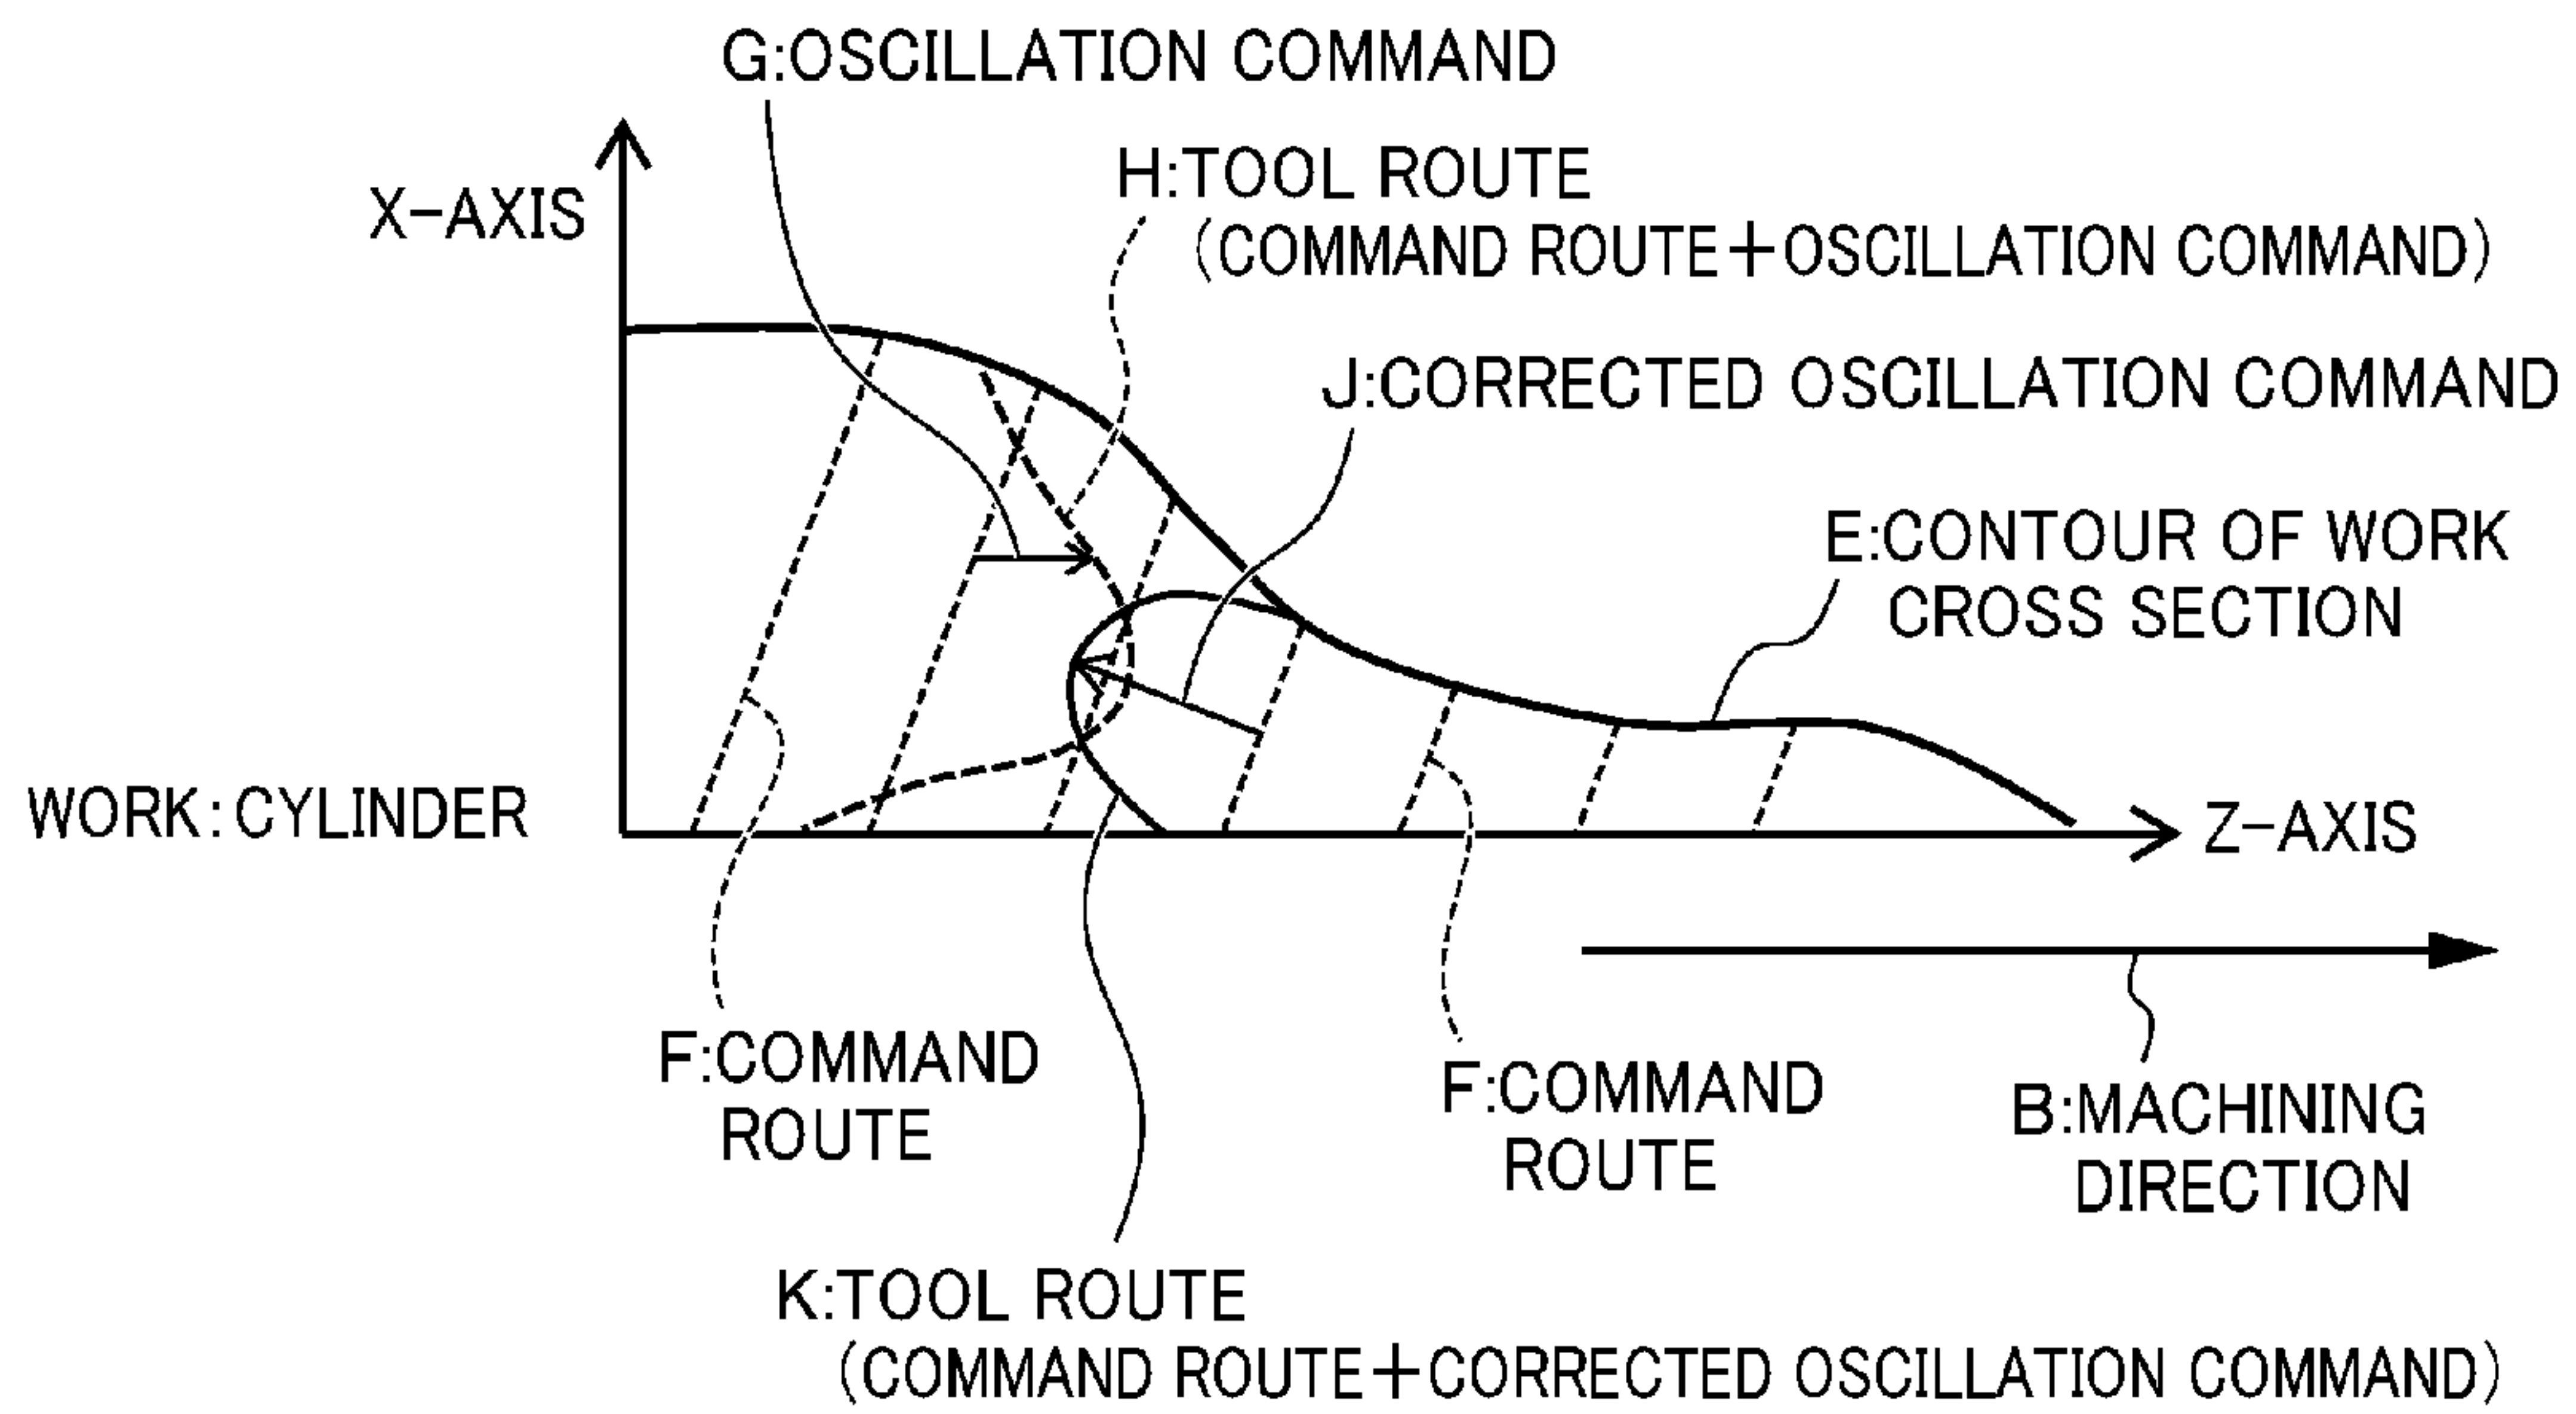 G:OSCILLATION COMMAND
H:TOOL ROUTE
(COMMAND ROUTE+OSCILLATION COMMAND)
X-AXIS
J:CORRECTED OSCILLATION COMMAND
E:CONTOUR OF WORK
CROSS SECTION
WORK:CYLINDER
Z-AXIS
F:COMMAND
ROUTE
F:COMMAND
ROUTE
B:MACHINING
DIRECTION
K:TOOL ROUTE
(COMMAND ROUTE+CORRECTED OSCILLATION COMMAND)